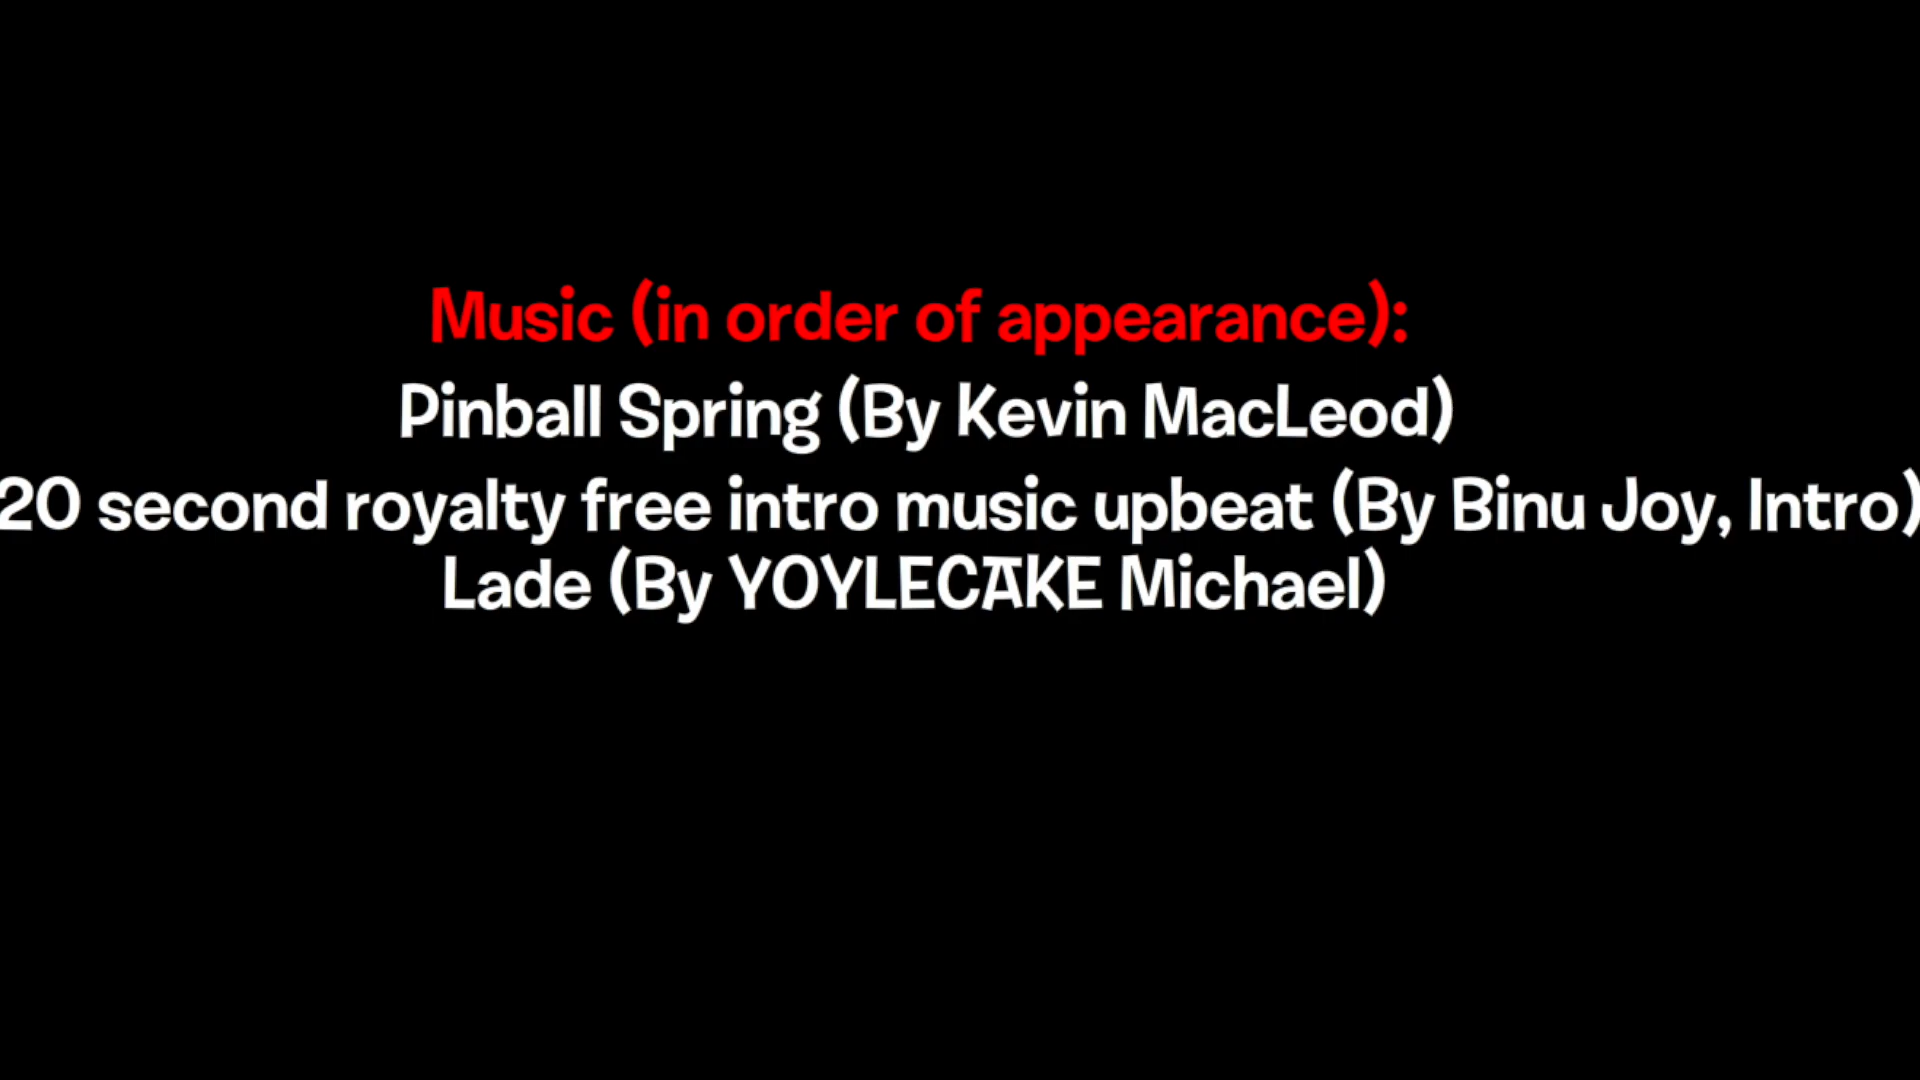 Music (in order of appearance):
Pinball Spring (By Kevin MacLeod)
20 second royalty free intro music upbeat (By Binu Joy, Intro)
Lade (By YOYLECAKE Michael)